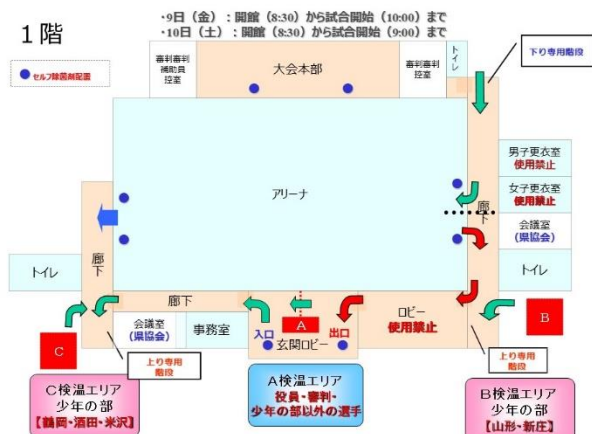 ・9日（金）：開館（8:30）から試合開始（10:00）まで
・10日（土）：開館（8:30）から試合開始（9:00）まで
1階
セルフ除菌剤配置
審判審判
補助員
控室
大会本部
審判審判
控室
トイレ
下り専用階段
アリーナ
男子更衣室
使用禁止
女子更衣室
使用禁止
廊下
会議室
（県協会）
トイレ
廊下
トイレ
廊下
会議室
（県協会）
事務室
入口
A
出口
玄関ロビー
ロビー
使用禁止
B
C
上り専用
階段
上り専用
階段
C検温エリア
少年の部
【鶴岡・酒田・米沢】
A検温エリア
役員・審判・
少年の部以外の選手
B検温エリア
少年の部
【山形・新庄】